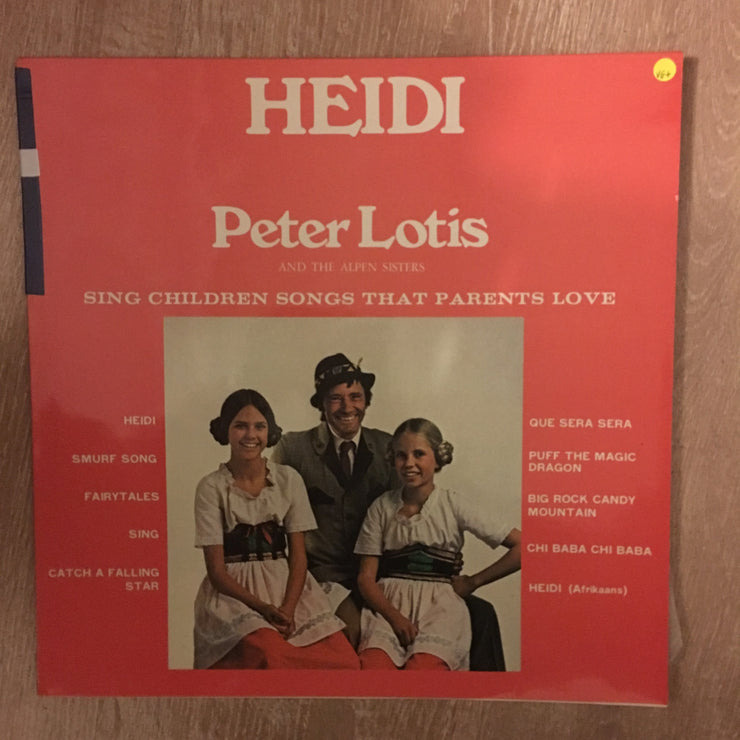 HEIDI
VG+
Peter Lotis
AND THE ALPEN SISTERS
SING CHILDREN SONGS THAT PARENTS LOVE
HEIDI
SMURF SONG
FAIRYTALES
SING
CATCH A FALLING
STAR
QUE SERA SERA
PUFF THE MAGIC
DRAGON
BIG ROCK CANDY
MOUNTAIN
CHI BABA CHI BABA
HEIDI (Afrikaans)